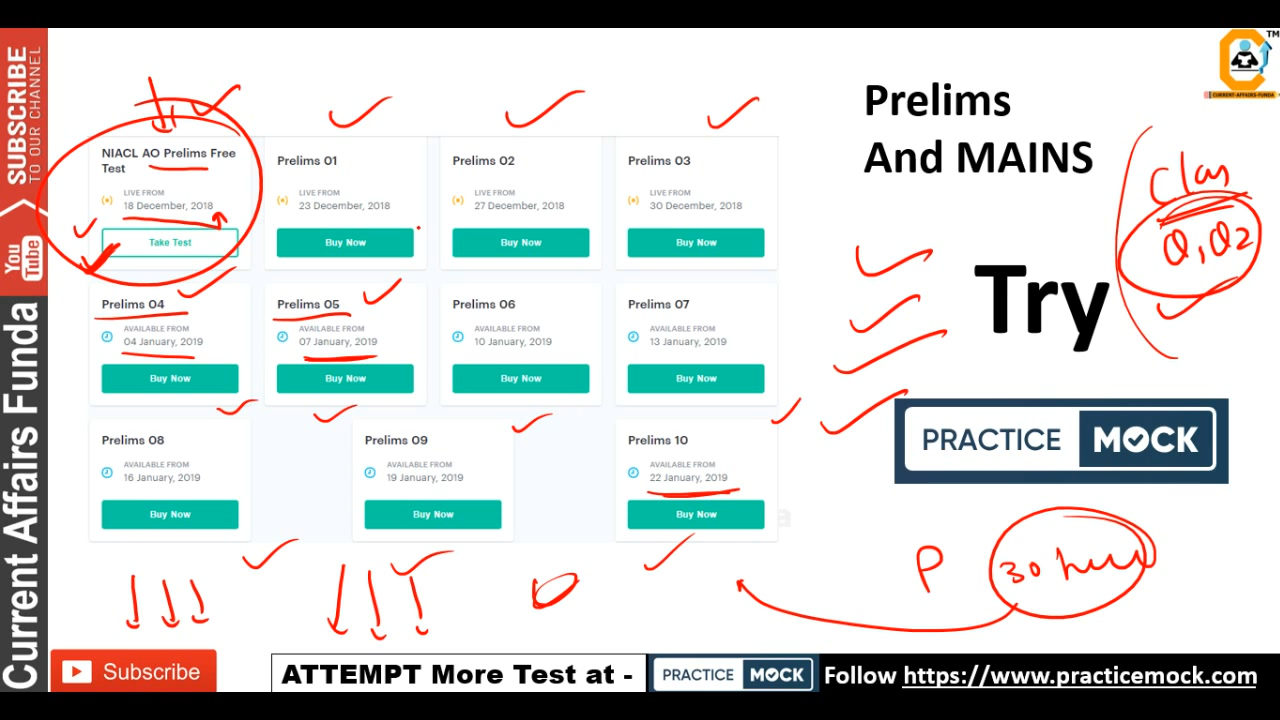 SUBSCRIBE
TO OUR CHANNEL
You
Tube
Current Affairs Funda
NIACL AO Prelims Free
Test
LIVE FROM
18 December, 2018
Take Test
Prelims 01
LIVE FROM
23 December, 2018
Buy Now
Prelims 02
LIVE FROM
27 December, 2018
Buy Now
Prelims 03
LIVE FROM
30 December, 2018
Buy Now
Prelims 04
AVAILABLE FROM
04 January, 2019
Buy Now
Prelims 05
AVAILABLE FROM
07 January, 2019
Buy Now
Prelims 06
AVAILABLE FROM
10 January, 2019
Buy Now
Prelims 07
AVAILABLE FROM
13 January, 2019
Buy Now
Prelims 08
AVAILABLE FROM
16 January, 2019
Buy Now
Prelims 09
AVAILABLE FROM
19 January, 2019
Buy Now
Prelims 10
AVAILABLE FROM
22 January, 2019
Buy Now
TM
CURRENT-AFFAIRS-FUNDA
Prelims
And MAINS
Q1, Q2
Try
PRACTICE MOCK
P 30
Subscribe
ATTEMPT More Test at - PRACTICE MOCK Follow https://www.practicemock.com